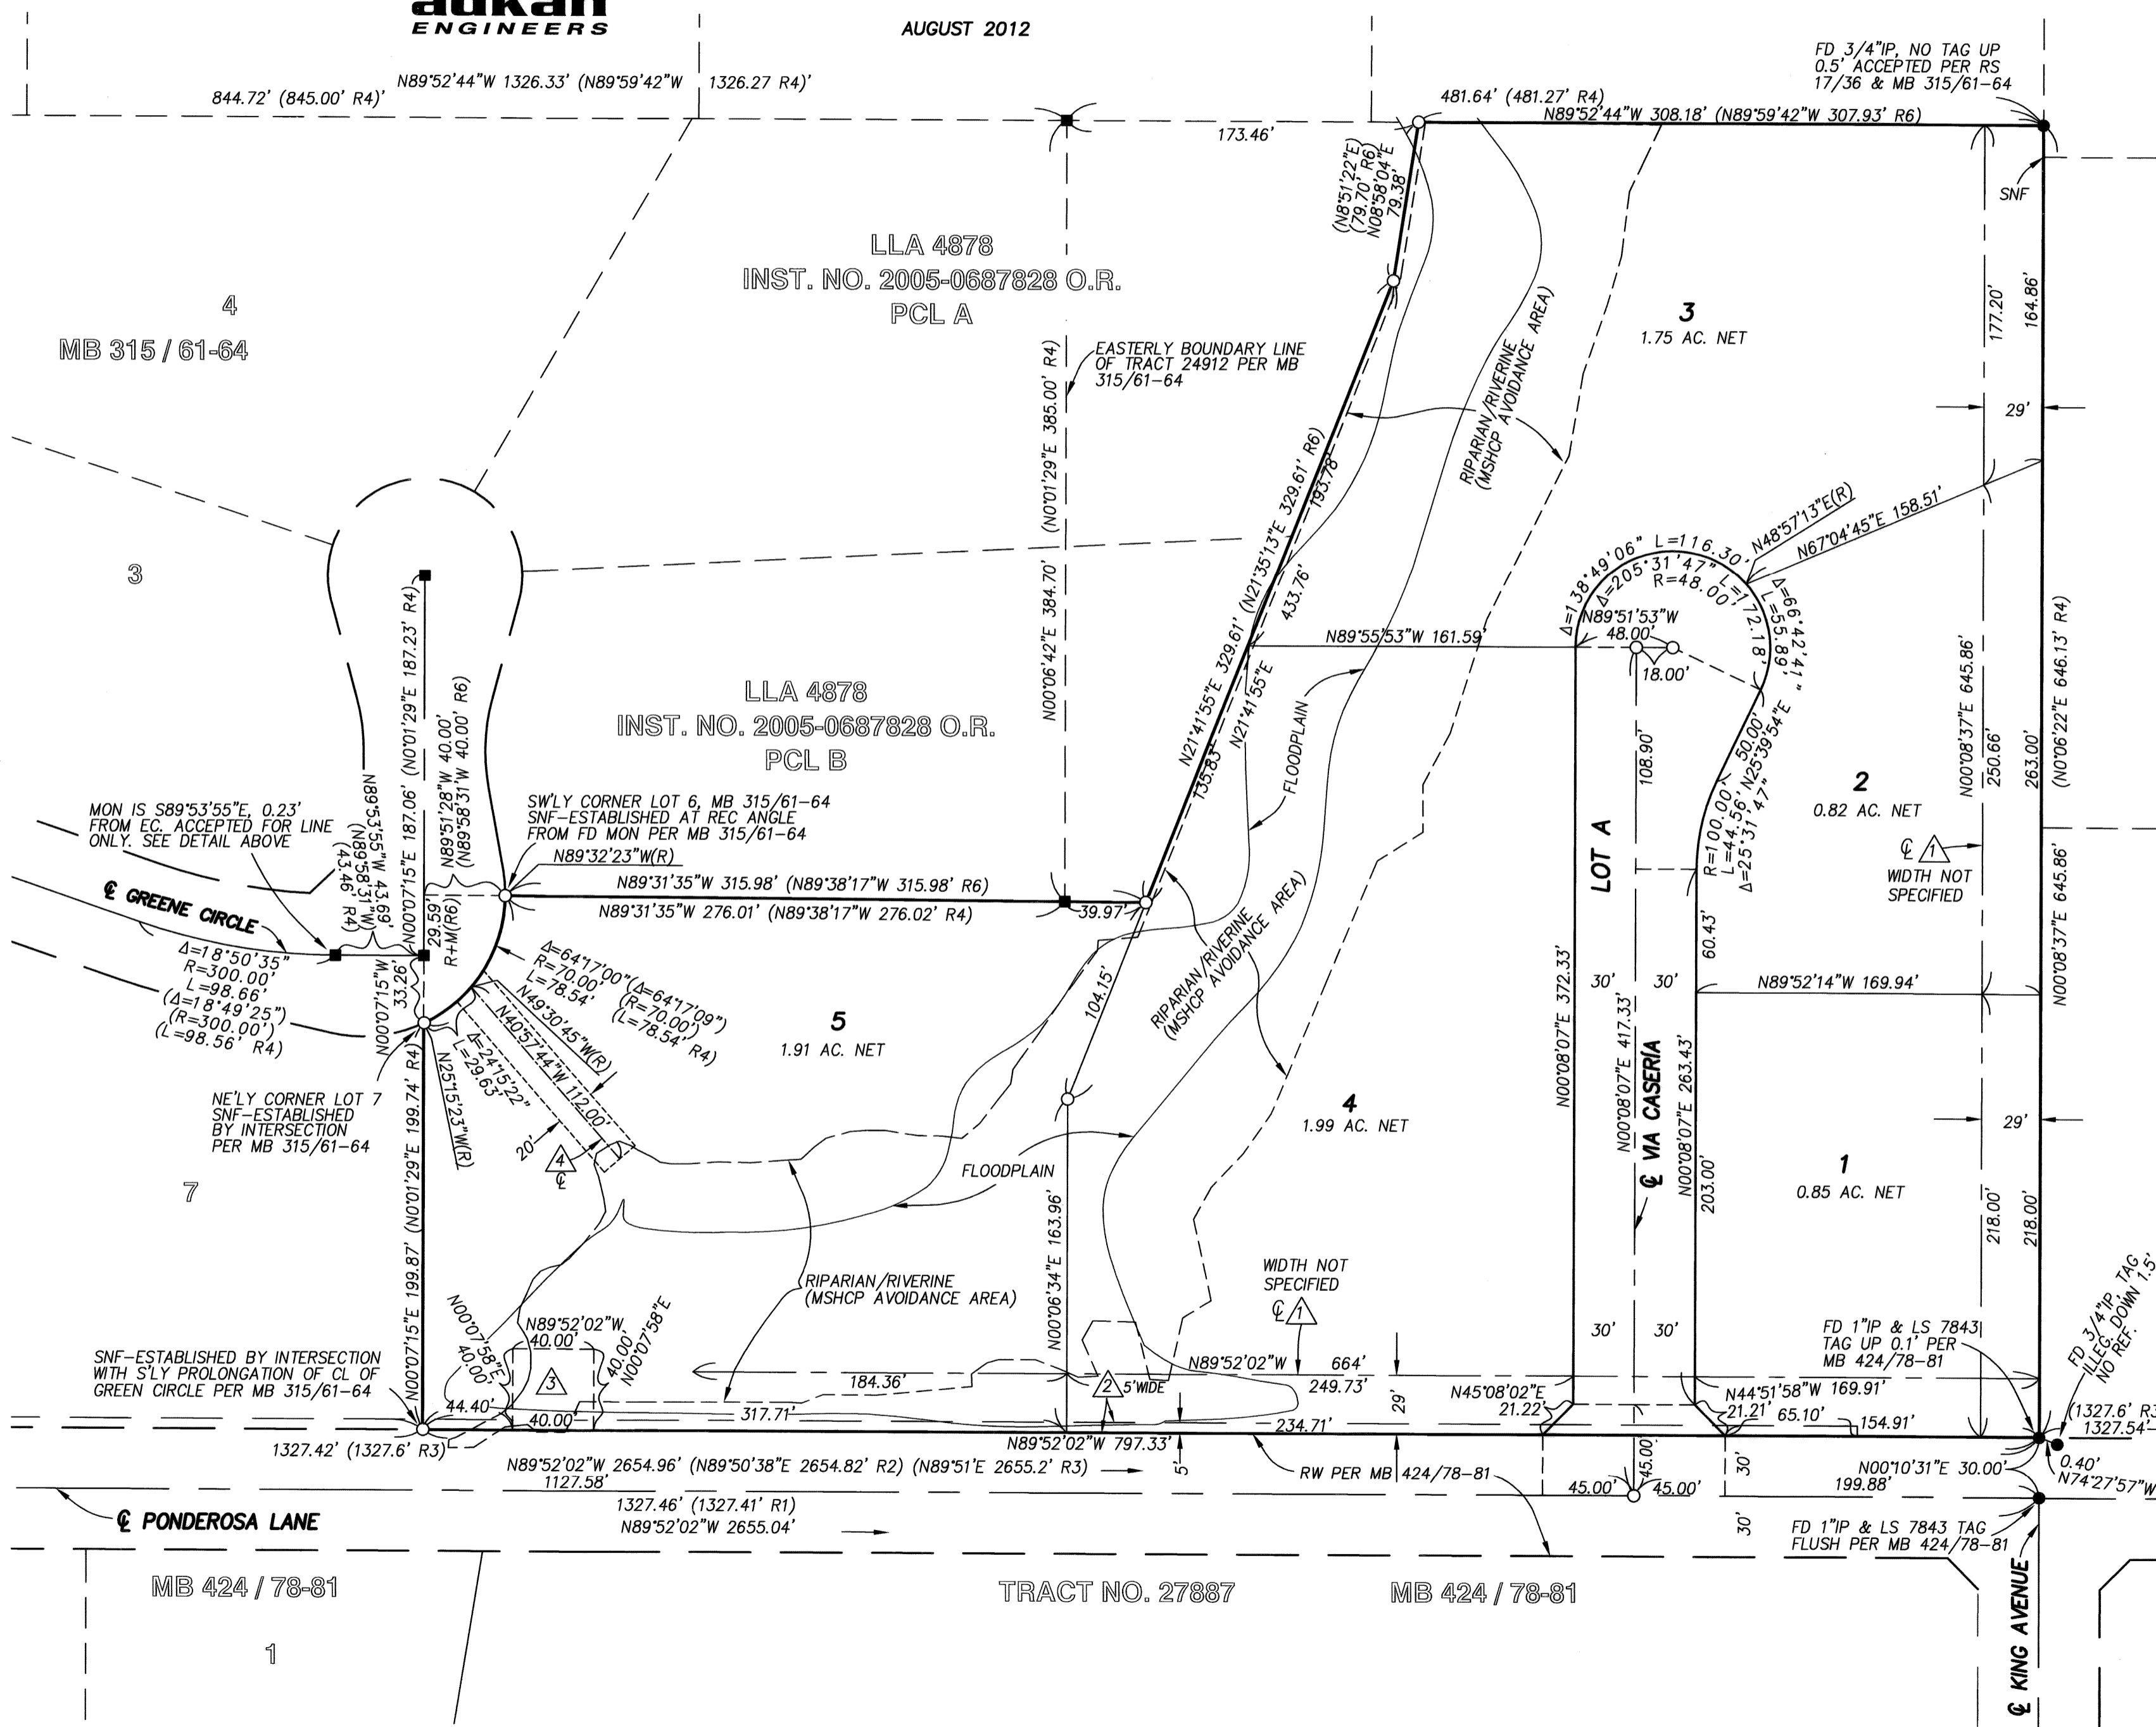 aukan
ENGINEERS
AUGUST 2012
FD 3/4"IP, NO TAG UP
0.5' ACCEPTED PER RS
17/36 & MB 315/61-64
N89°52'44"W 1326.33' (N89°59'42"W 1326.27 R4)'
844.72' (845.00' R4)'
481.64' (481.27' R4)
N89°52'44"W 308.18' (N89°59'42"W 307.93' R6)
173.46'
(N8°51'22"E)
(79.70' R6)
N08°58'04"E
79.38'
SNF
LLA 4878
INST. NO. 2005-0687828 O.R.
PCL A
4
MB 315 / 61-64
3
1.75 AC. NET
177.20'
164.86'
EASTERLY BOUNDARY LINE
OF TRACT 24912 PER MB
315/61-64
RIPARIAN/RIVERINE
(MSHCP AVOIDANCE AREA)
29'
N00°06'42"E 384.70' (N0°01'29"E 385.00' R4)
N21°41'55"E 329.61' (N21°35'13"E 329.61' R6)
193.78'
433.76'
N21°41'55"E
135.83'
3
N48°57'13"E(R)
N67°04'45"E 158.51'
Δ=138°49'06" L=116.30'
Δ=205°31'47" L=172.18'
R=48.00'
Δ=66°42'41"
L=55.89'
N89°51'53"W
48.00'
18.00'
N89°55'53"W 161.59'
N25°39'54"E
50.00'
R=100.00'
L=44.56'
Δ=25°31'47"
108.90'
N00°08'37"E 645.86'
250.66'
263.00'
(N0°06'22"E 646.13' R4)
2
0.82 AC. NET
℄ 1
WIDTH NOT
SPECIFIED
N00°08'37"E 645.86'
LLA 4878
INST. NO. 2005-0687828 O.R.
PCL B
FLOODPLAIN
LOT A
N00°07'15"E 187.06' (N0°01'29"E 187.23' R4)
N89°51'28"W 40.00'
(N89°58'31"W 40.00' R6)
N89°53'55"W 43.69'
(N89°58'31"W)
(43.46' R4)
MON IS S89°53'55"E, 0.23'
FROM EC. ACCEPTED FOR LINE
ONLY. SEE DETAIL ABOVE
SW'LY CORNER LOT 6, MB 315/61-64
SNF-ESTABLISHED AT REC ANGLE
FROM FD MON PER MB 315/61-64
N89°32'23"W(R)
N89°31'35"W 315.98' (N89°38'17"W 315.98' R6)
N89°31'35"W 276.01' (N89°38'17"W 276.02' R4)
39.97'
℄ GREENE CIRCLE
29.59'
R+M(R6)
33.26'
N00°07'15"W
Δ=18°50'35"
R=300.00'
L=98.66'
(Δ=18°49'25")
(R=300.00')
(L=98.56' R4)
Δ=64°17'00"
R=70.00'
L=78.54'
(Δ=64°17'09")
(R=70.00')
(L=78.54' R4)
N49°30'45"W(R)
N40°57'44"W 112.00'
Δ=24°15'22"
L=29.63'
N25°15'23"W(R)
20'
4
℄
104.15'
RIPARIAN/RIVERINE
(MSHCP AVOIDANCE AREA)
60.43'
30' 30'
N89°52'14"W 169.94'
5
1.91 AC. NET
4
1.99 AC. NET
N00°08'07"E 372.33'
N00°08'07"E 417.33'
℄ VIA CASERÍA
N00°08'07"E 263.43'
203.00'
29'
1
0.85 AC. NET
218.00'
218.00'
NE'LY CORNER LOT 7
SNF-ESTABLISHED
BY INTERSECTION
PER MB 315/61-64
7
N00°07'15"E 199.87' (N0°01'29"E 199.74' R4)
FLOODPLAIN
N00°06'34"E 163.96'
RIPARIAN/RIVERINE
(MSHCP AVOIDANCE AREA)
WIDTH NOT
SPECIFIED
℄ 1
30' 30'
FD 1"IP & LS 7843
TAG UP 0.1' PER
MB 424/78-81
FD 3/4"IP, TAG
ILLEG. DOWN 1.5'
NO REF.
SNF-ESTABLISHED BY INTERSECTION
WITH S'LY PROLONGATION OF CL OF
GREEN CIRCLE PER MB 315/61-64
N00°07'58"E
40.00'
N89°52'02"W
40.00'
40.00'
N00°07'58"E
3
40.00'
44.40'
317.71'
184.36'
2 5'WIDE
N89°52'02"W 664'
249.73'
29'
N45°08'02"E
21.22'
N44°51'58"W 169.91'
21.21' 65.10'
154.91'
(1327.6' R3
1327.54'
234.71'
N89°52'02"W 797.33'
5'
1327.42' (1327.6' R3)
N89°52'02"W 2654.96' (N89°50'38"E 2654.82' R2) (N89°51'E 2655.2' R3)
1127.58'
RW PER MB 424/78-81
45.00'
45.00' 45.00'
30'
N00°10'31"E 30.00'
0.40'
N74°27'57"W
199.88'
1327.46' (1327.41' R1)
N89°52'02"W 2655.04'
℄ PONDEROSA LANE
30'
FD 1"IP & LS 7843 TAG
FLUSH PER MB 424/78-81
MB 424 / 78-81
TRACT NO. 27887
MB 424 / 78-81
1
℄ KING AVENUE